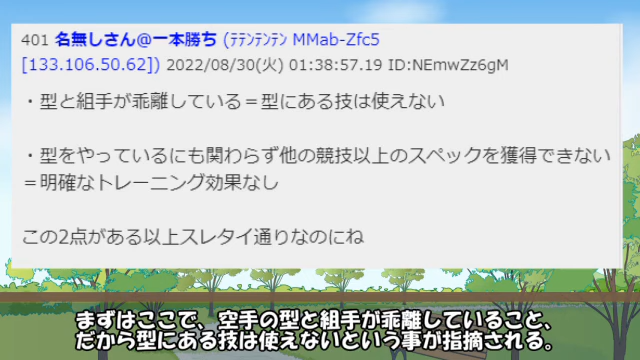 401 名無しさん@一本勝ち (ﾃﾃﾝﾃﾝﾃﾝ MMab-Zfc5
[133.106.50.62]) 2022/08/30(火) 01:38:57.19 ID:NEmwZz6gM
・型と組手が乖離している＝型にある技は使えない
・型をやっているにも関わらず他の競技以上のスペックを獲得できない
＝明確なトレーニング効果なし
この2点がある以上スレタイ通りなのにね
まずはここで、空手の型と組手が乖離していること、
だから型にある技は使えないという事が指摘される。